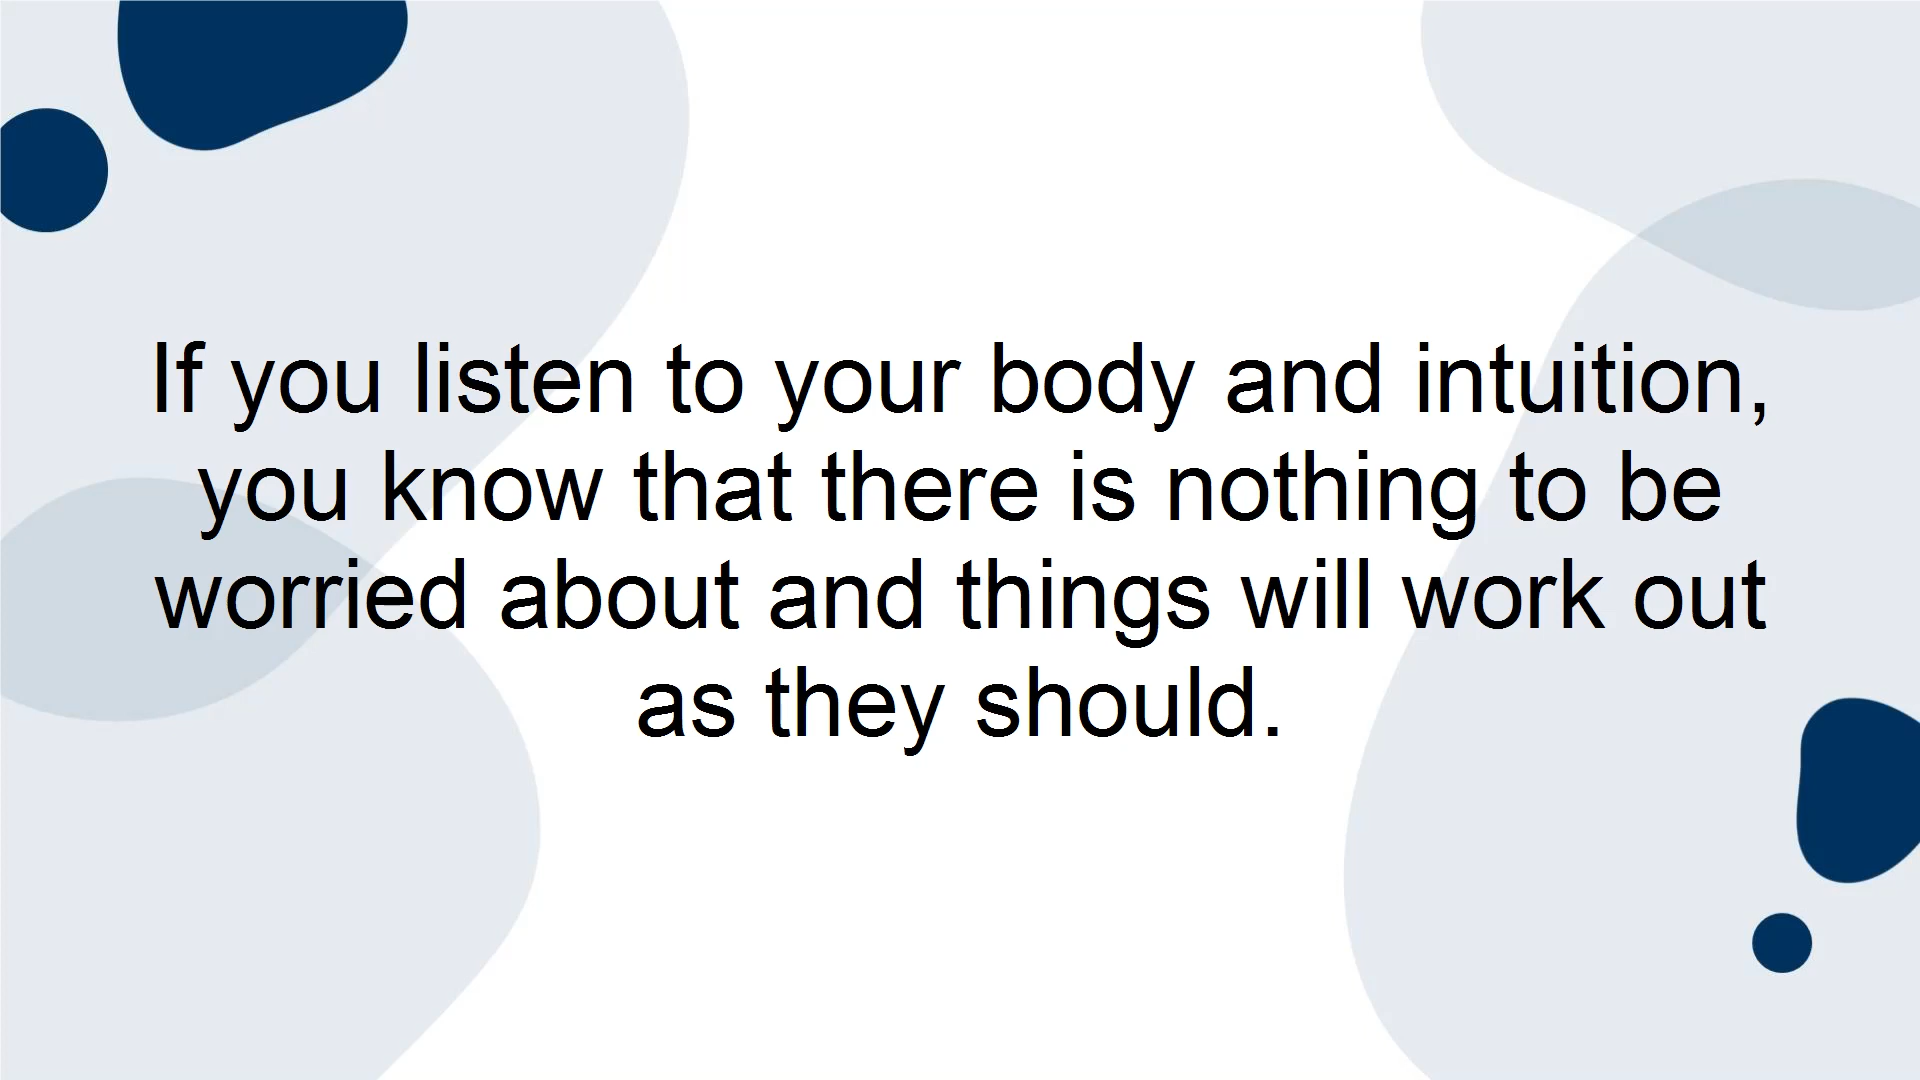 If you listen to your body and intuition,
you know that there is nothing to be
worried about and things will work out
as they should.